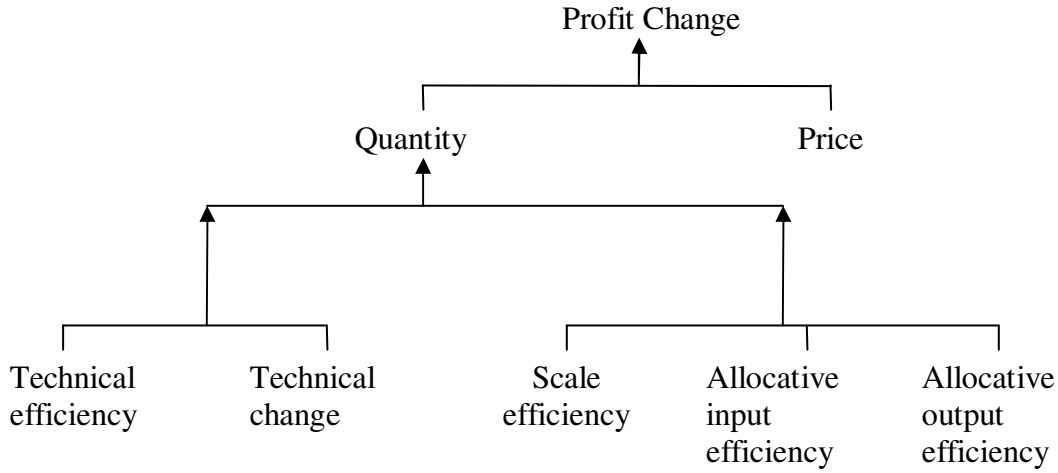 Profit Change
Quantity
Price
Technical
efficiency
Technical
change
Scale
efficiency
Allocative
input
efficiency
Allocative
output
efficiency